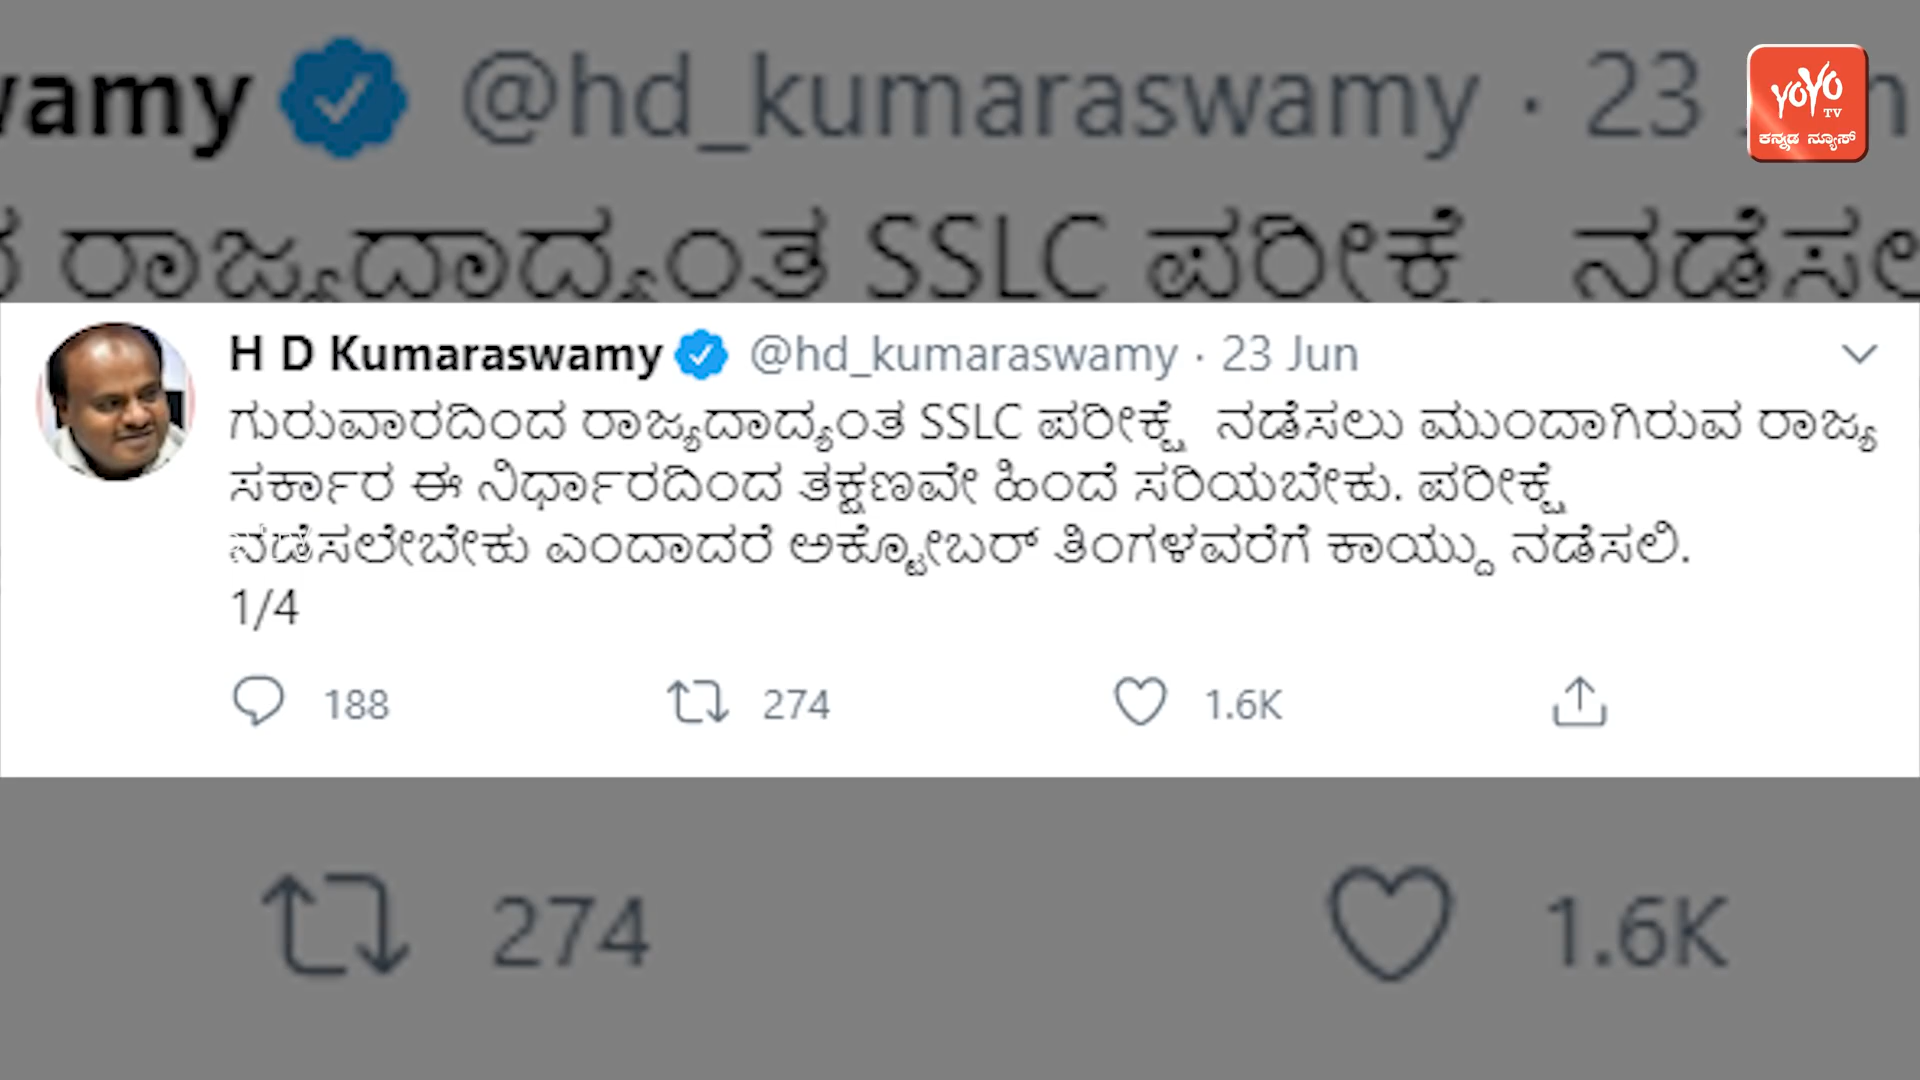 wamy @hd_kumaraswamy · 23
YOYO
TV
ಕನ್ನಡ ನ್ಯೂಸ್
ರಾಜ್ಯದಾದ್ಯಂತ SSLC ಪರೀಕ್ಷೆ ನಡೆಸಲ
H D Kumaraswamy @hd_kumaraswamy · 23 Jun
ಗುರುವಾರದಿಂದ ರಾಜ್ಯದಾದ್ಯಂತ SSLC ಪರೀಕ್ಷೆ ನಡೆಸಲು ಮುಂದಾಗಿರುವ ರಾಜ್ಯ
ಸರ್ಕಾರ ಈ ನಿರ್ಧಾರದಿಂದ ತಕ್ಷಣವೇ ಹಿಂದೆ ಸರಿಯಬೇಕು. ಪರೀಕ್ಷೆ
ನಡೆಸಲೇಬೇಕು ಎಂದಾದರೆ ಅಕ್ಟೋಬರ್ ತಿಂಗಳವರೆಗೆ ಕಾಯ್ದು ನಡೆಸಲಿ.
1/4
188 274 1.6K
274 1.6K